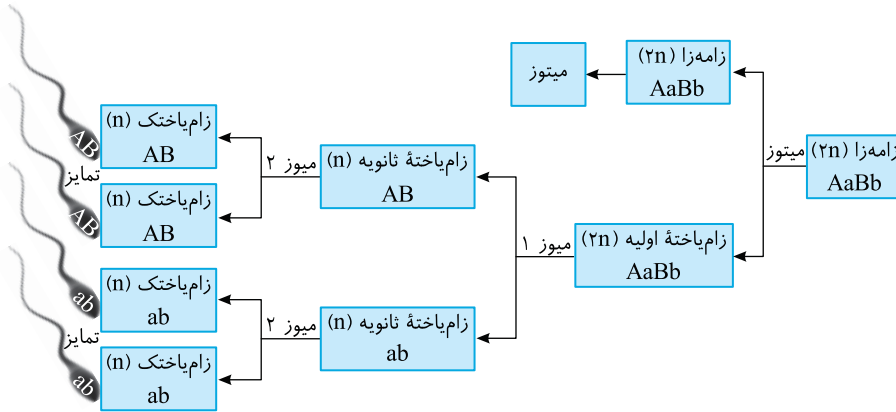 زامه‌زا (۲n)
AaBb
میتوز
زامه‌زا (۲n)
AaBb
میتوز
زام‌یاختهٔ اولیه (۲n)
AaBb
میوز ۱
زام‌یاختهٔ ثانویه (n)
AB
میوز ۲
زام‌یاختک (n)
AB
زام‌یاختک (n)
AB
تمایز
AB
AB
زام‌یاختهٔ ثانویه (n)
ab
میوز ۲
زام‌یاختک (n)
ab
زام‌یاختک (n)
ab
تمایز
ab
ab